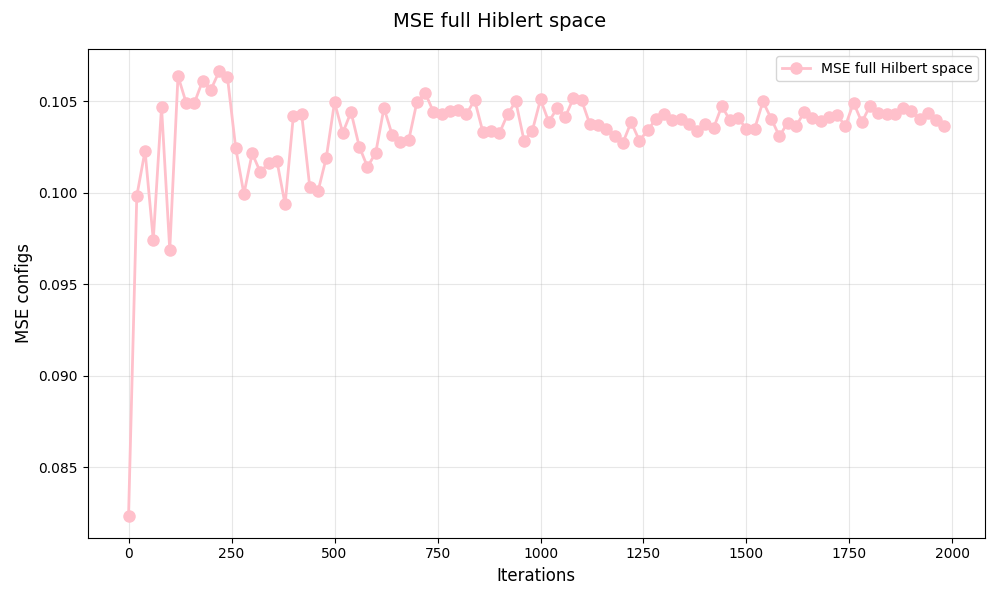 MSE full Hiblert space
MSE full Hilbert space
MSE configs
0.105
0.100
0.095
0.090
0.085
0 250 500 750 1000 1250 1500 1750 2000
Iterations